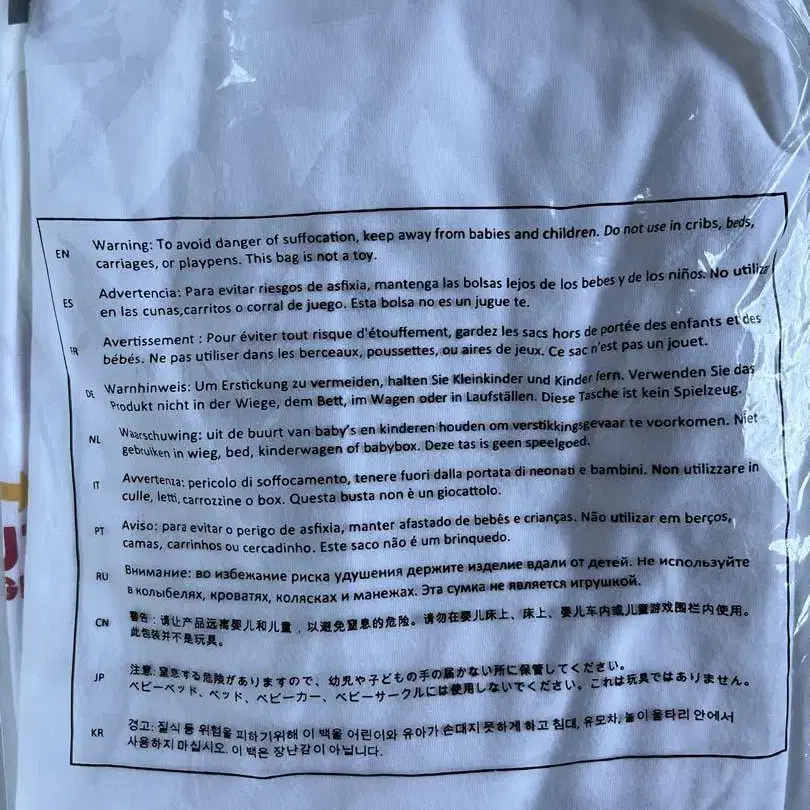 EN Warning: To avoid danger of suffocation, keep away from babies and children. Do not use in cribs, beds,
carriages, or playpens. This bag is not a toy.
ES Advertencia: Para evitar riesgos de asfixia, mantenga las bolsas lejos de los bebes y de los niños. No utiliza
en las cunas,carritos o corral de juego. Esta bolsa no es un jugue te.
FR Avertissement : Pour éviter tout risque d'étouffement, gardez les sacs hors de portée des enfants et des
bébés. Ne pas utiliser dans les berceaux, poussettes, ou aires de jeux. Ce sac n'est pas un jouet.
DE Warnhinweis: Um Erstickung zu vermeiden, halten Sie Kleinkinder und Kinder fern. Verwenden Sie das
Produkt nicht in der Wiege, dem Bett, im Wagen oder in Laufställen. Diese Tasche ist kein Spielzeug.
NL Waarschuwing: uit de buurt van baby's en kinderen houden om verstikkingsgevaar te voorkomen. Niet
gebruiken in wieg, bed, kinderwagen of babybox. Deze tas is geen speelgoed.
IT Avvertenza: pericolo di soffocamento, tenere fuori dalla portata di neonati e bambini. Non utilizzare in
culle, letti, carrozzine o box. Questa busta non è un giocattolo.
PT Aviso: para evitar o perigo de asfixia, manter afastado de bebês e crianças. Não utilizar em berços,
camas, carrinhos ou cercadinho. Este saco não é um brinquedo.
RU Внимание: во избежание риска удушения держите изделие вдали от детей. Не используйте
в колыбелях, кроватях, колясках и манежах. Эта сумка не является игрушкой.
CN 警告：请让产品远离婴儿和儿童，以避免窒息的危险。请勿在婴儿床上、床上、婴儿车内或儿童游戏围栏内使用。
此包装并不是玩具。
JP 注意: 窒息する危険がありますので、幼児や子どもの手の届かない所に保管してください。
ベビーベッド、ベッド、ベビーカー、ベビーサークルには使用しないでください。これは玩具ではありません。
KR 경고: 질식 등 위험을 피하기위해 이 백을 어린이와 유아가 손대지 못하게 하고 침대, 유모차, 놀이 울타리 안에서
사용하지 마십시오. 이 백은 장난감이 아닙니다.